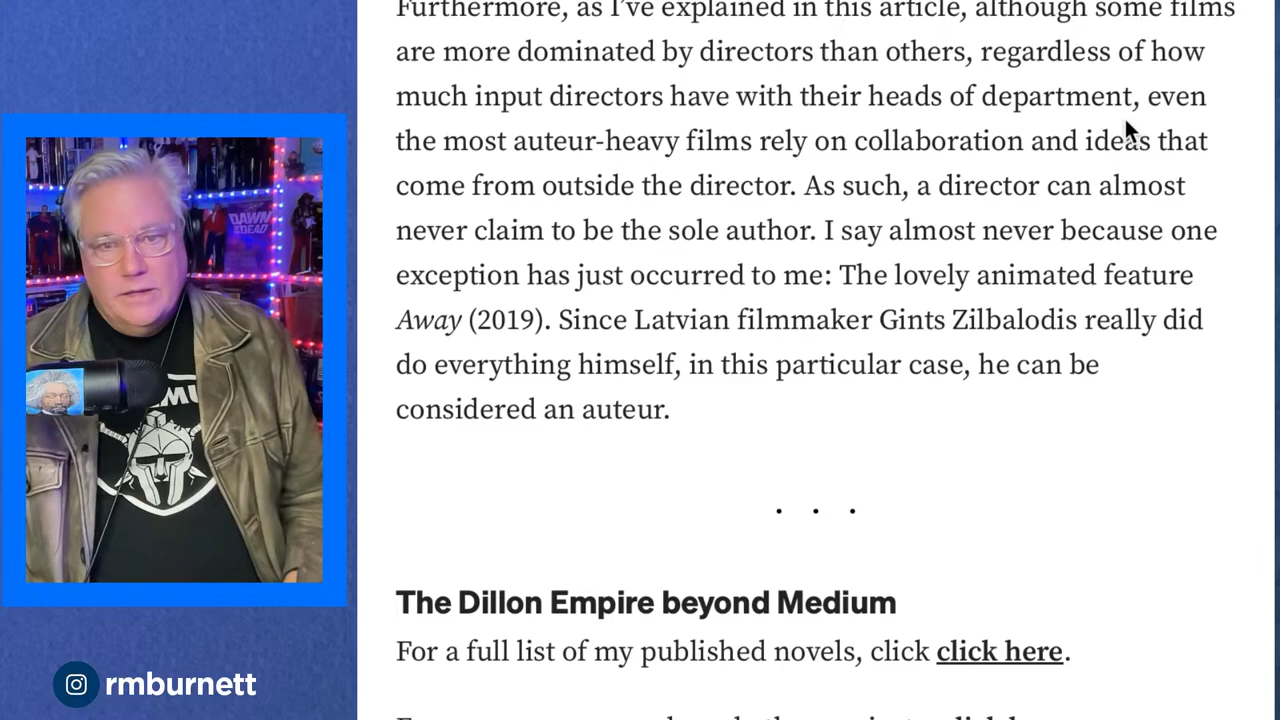 Furthermore, as I've explained in this article, although some films
are more dominated by directors than others, regardless of how
much input directors have with their heads of department, even
the most auteur-heavy films rely on collaboration and ideas that
come from outside the director. As such, a director can almost
never claim to be the sole author. I say almost never because one
exception has just occurred to me: The lovely animated feature
Away (2019). Since Latvian filmmaker Gints Zilbalodis really did
do everything himself, in this particular case, he can be
considered an auteur.
. . .
The Dillon Empire beyond Medium
For a full list of my published novels, click click here.
DAWN
DEAD
rmburnett